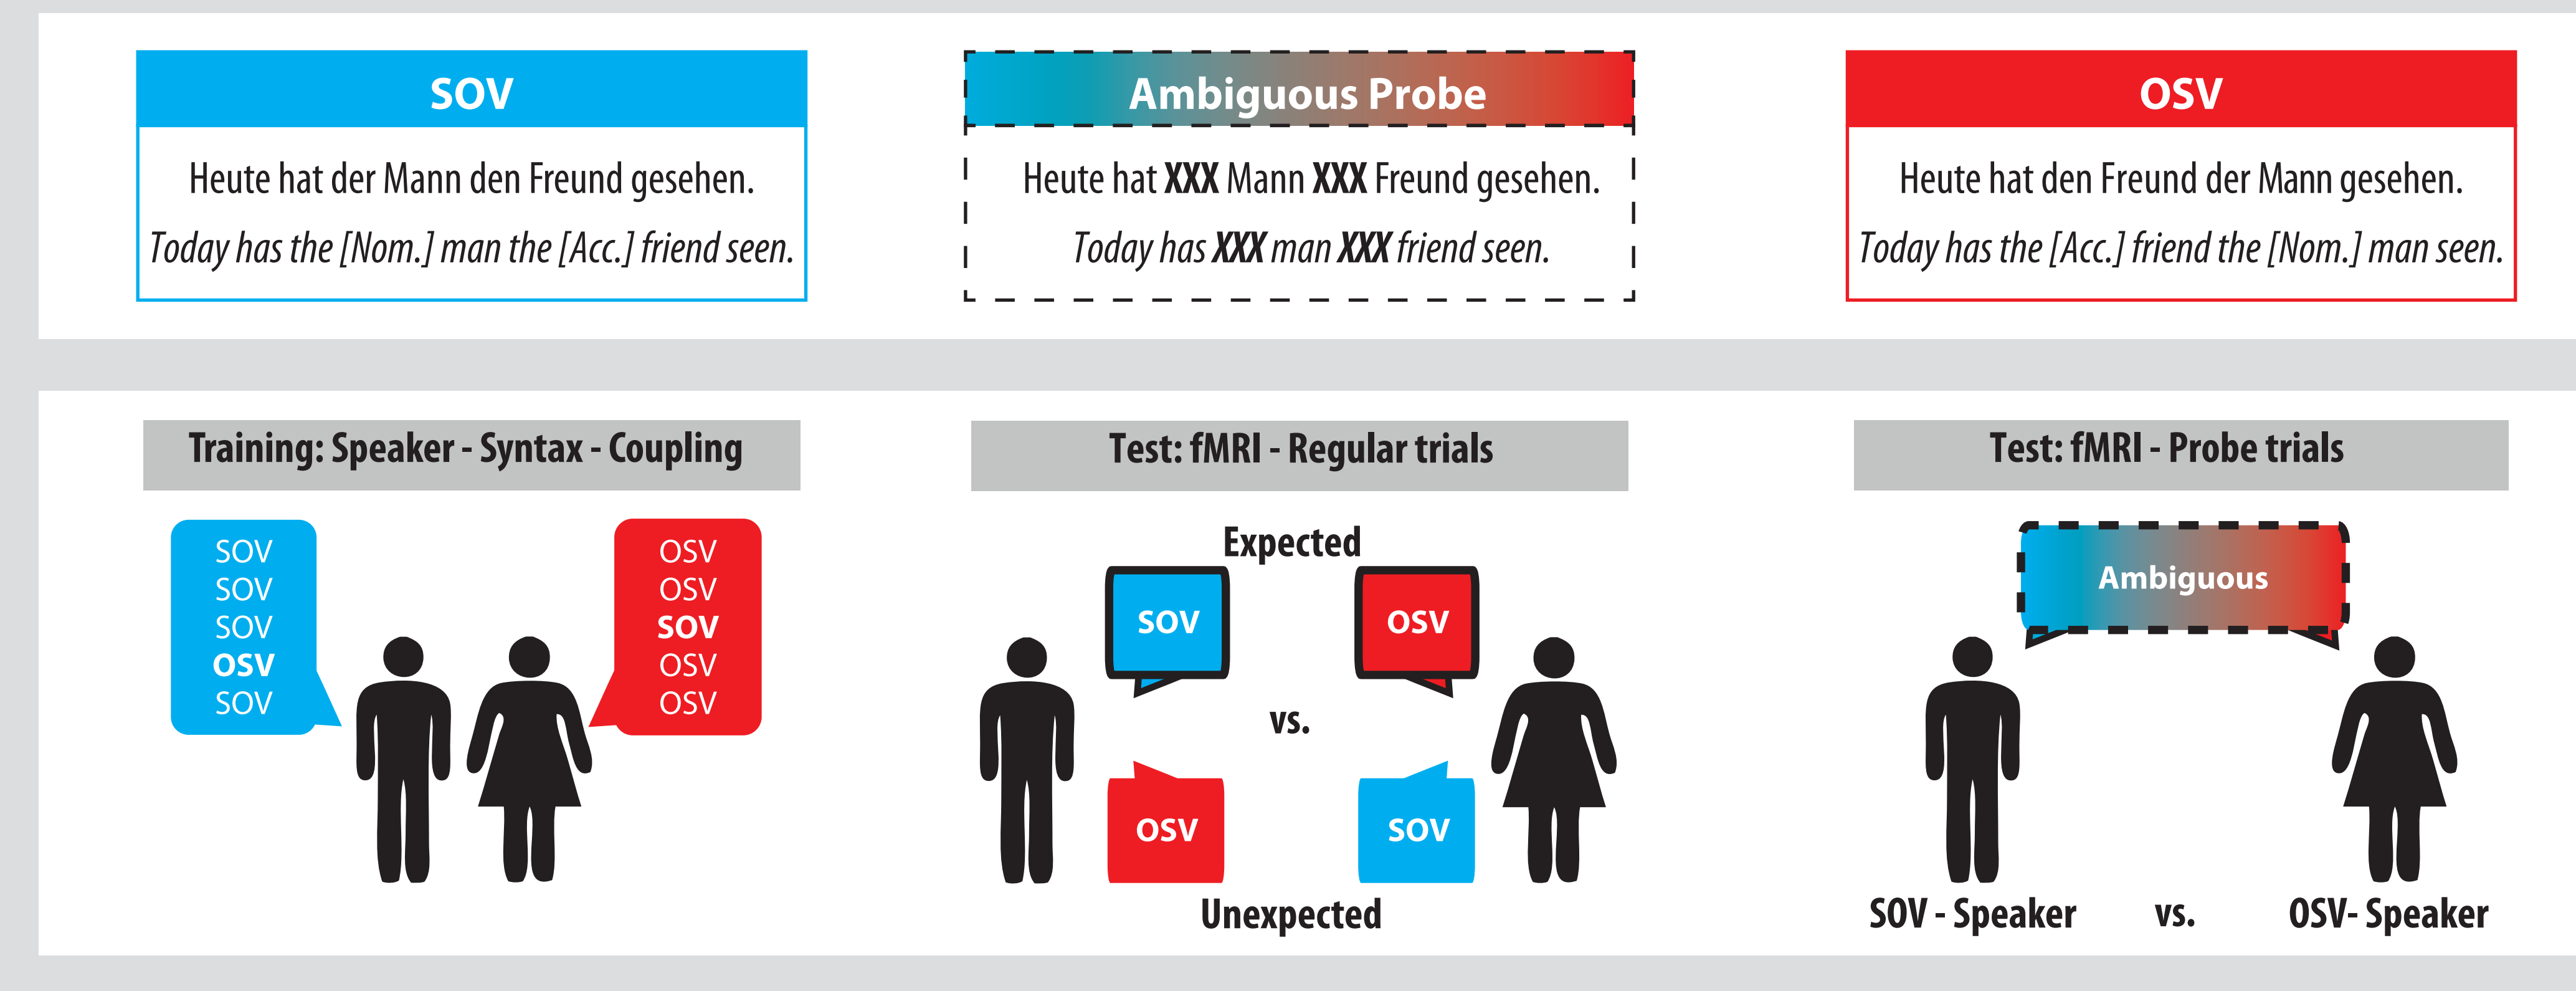 SOV
Heute hat der Mann den Freund gesehen.
Today has the [Nom.] man the [Acc.] friend seen.
Ambiguous Probe
Heute hat XXX Mann XXX Freund gesehen.
Today has XXX man XXX friend seen.
OSV
Heute hat den Freund der Mann gesehen.
Today has the [Acc.] friend the [Nom.] man seen.
Training: Speaker - Syntax - Coupling
SOV
SOV
SOV
OSV
SOV
OSV
OSV
SOV
OSV
OSV
Test: fMRI - Regular trials
Expected
SOV
OSV
vs.
OSV
SOV
Unexpected
Test: fMRI - Probe trials
Ambiguous
SOV - Speaker vs. OSV- Speaker